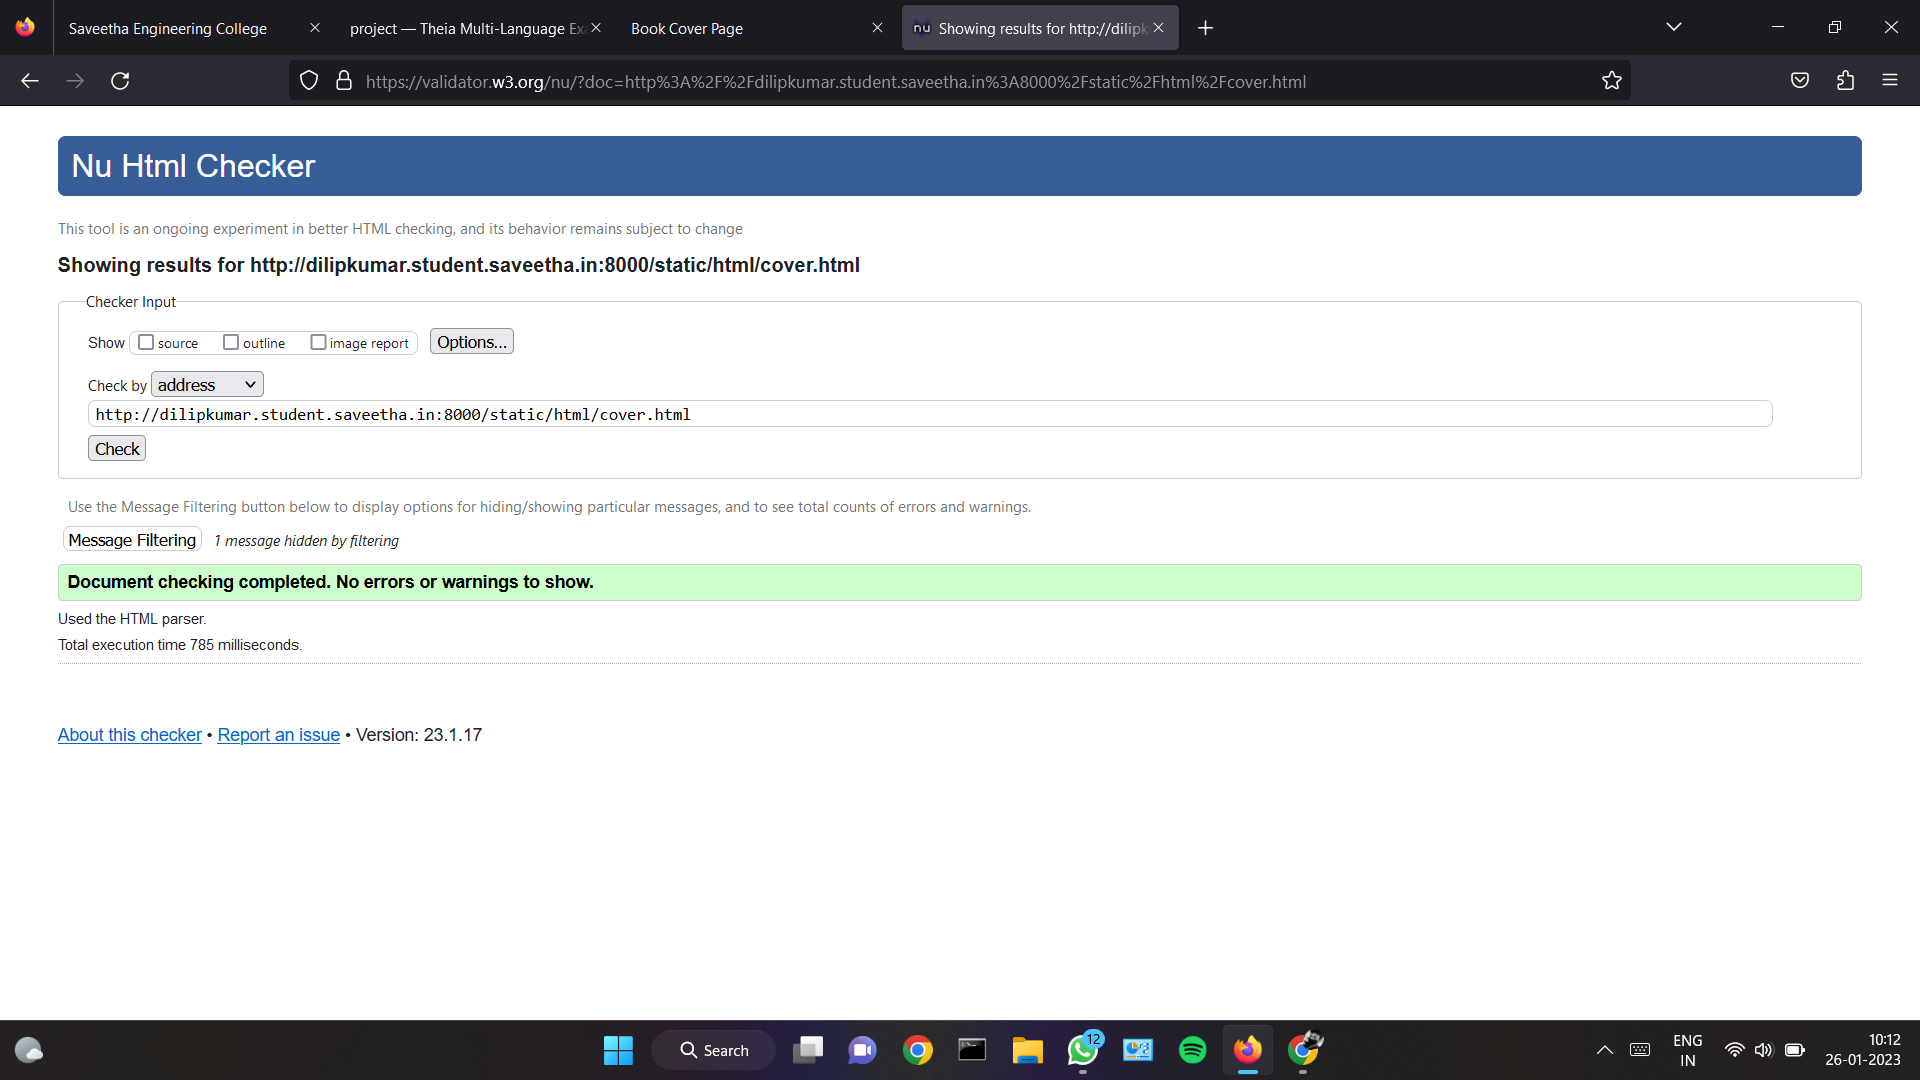 Saveetha Engineering College
project — Theia Multi-Language Ex
Book Cover Page
nu Showing results for http://dilipk
https://validator.w3.org/nu/?doc=http%3A%2F%2Fdilipkumar.student.saveetha.in%3A8000%2Fstatic%2Fhtml%2Fcover.html
Nu Html Checker
This tool is an ongoing experiment in better HTML checking, and its behavior remains subject to change
Showing results for http://dilipkumar.student.saveetha.in:8000/static/html/cover.html
Checker Input
Show source outline image report Options...
Check by address
http://dilipkumar.student.saveetha.in:8000/static/html/cover.html
Check
Use the Message Filtering button below to display options for hiding/showing particular messages, and to see total counts of errors and warnings.
Message Filtering 1 message hidden by filtering
Document checking completed. No errors or warnings to show.
Used the HTML parser.
Total execution time 785 milliseconds.
About this checker • Report an issue • Version: 23.1.17
Search
12
ENG
IN
10:12
26-01-2023